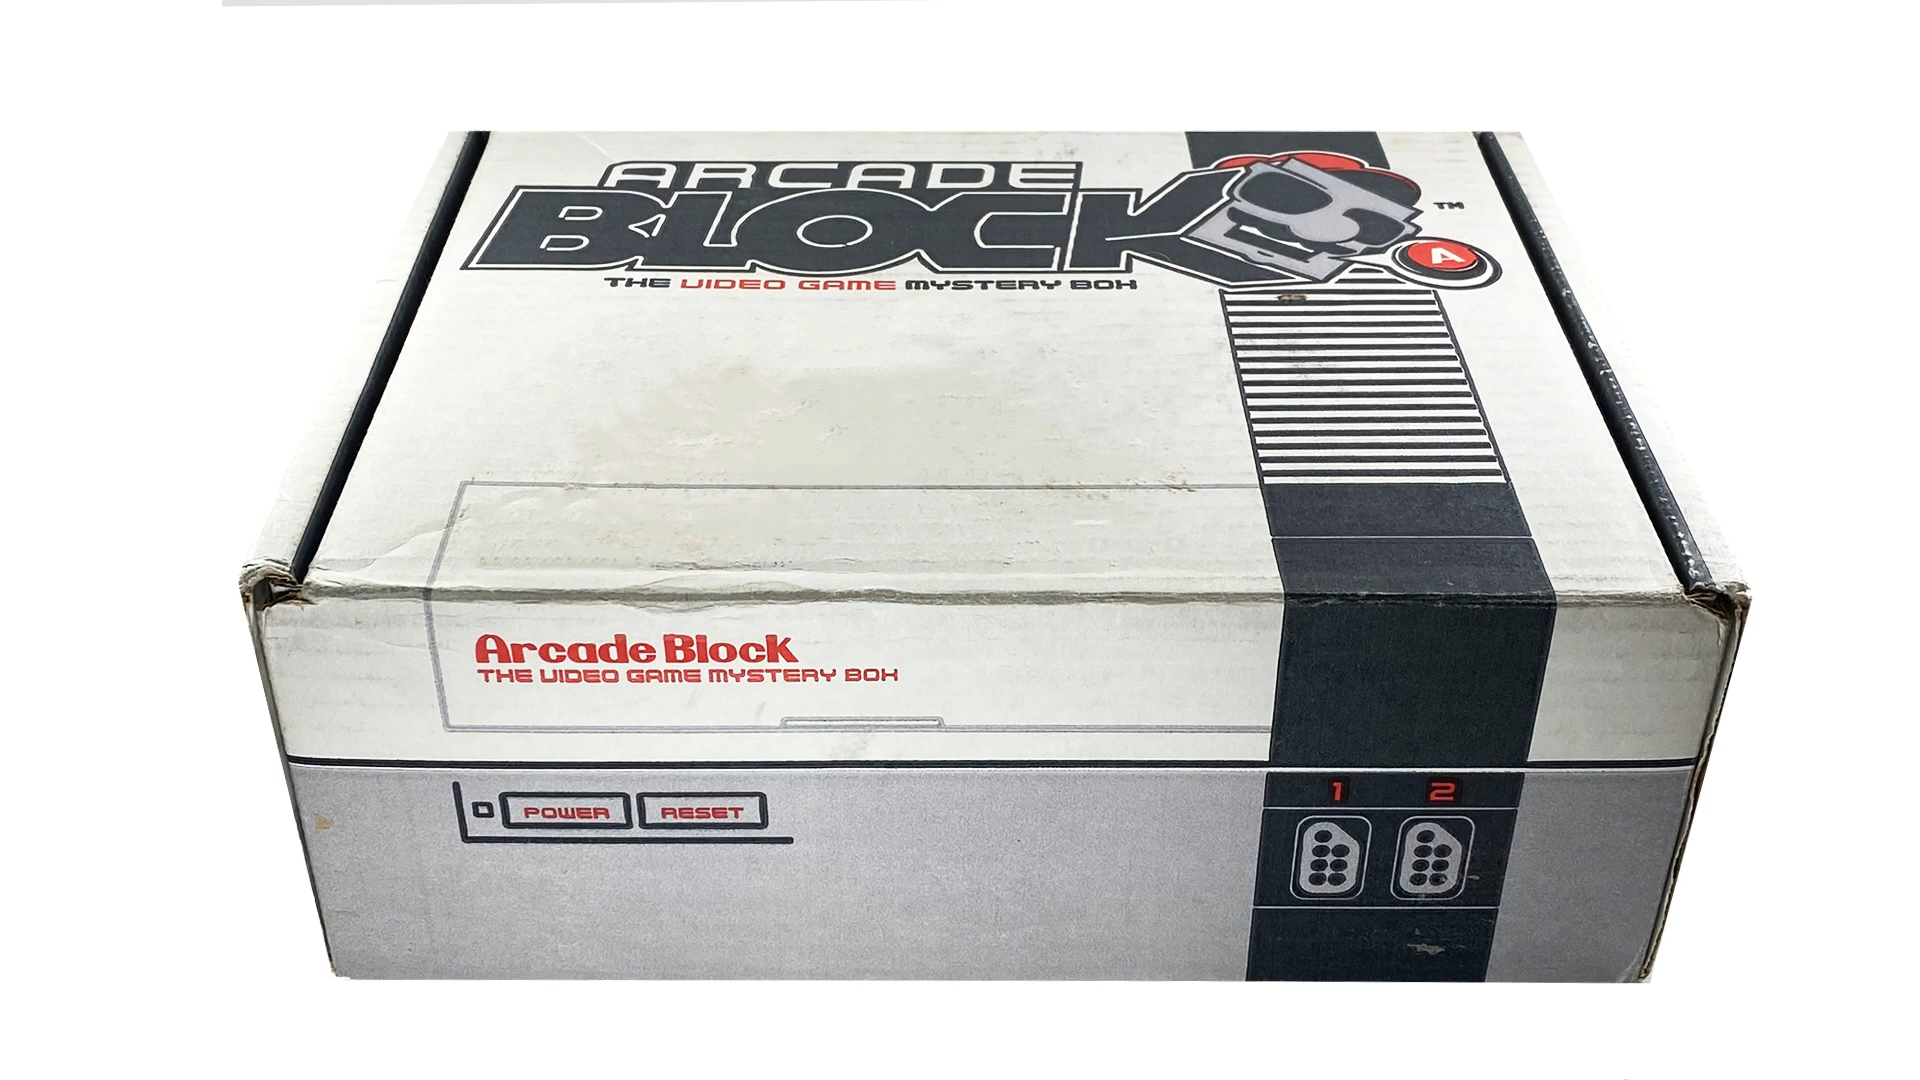 ARCADE
BLOCK
TM
A
THE VIDEO GAME MYSTERY BOX
Arcade Block
THE VIDEO GAME MYSTERY BOX
POWER RESET
1 2